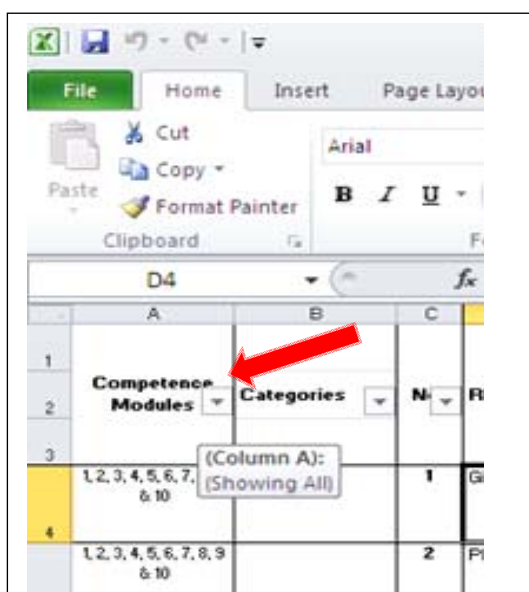 File Home Insert Page Layou
Cut
Copy
Paste
Format Painter
Clipboard
Arial
B I U
D4
fx
A B C
1
Competence
Modules
Categories
2
3
(Column A):
(Showing All)
1, 2, 3, 4, 5, 6, 7,
& 10
1
4
1, 2, 3, 4, 5, 6, 7, 8, 9
& 10
2